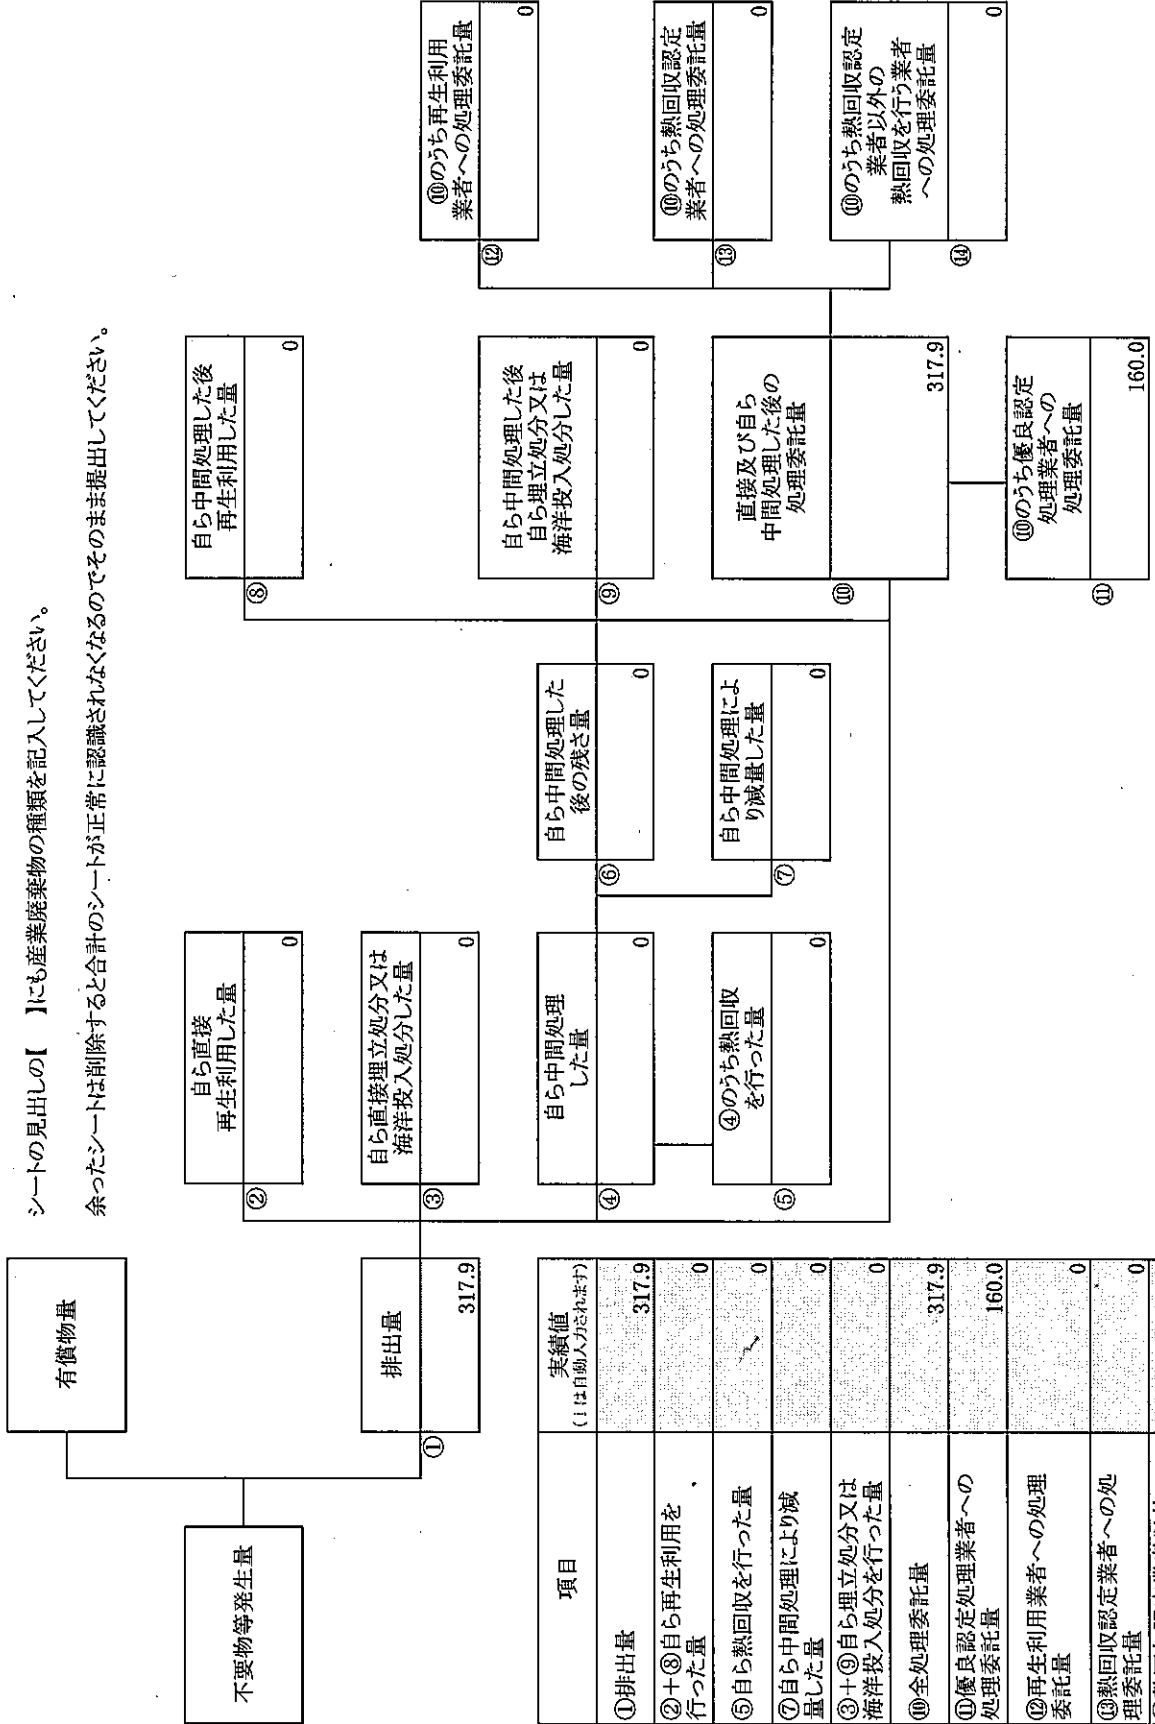 シートの見出しの【　】にも産業廃棄物の種類を記入してください。
余ったシートは削除すると合計のシートが正常に認識されなくなるのでそのまま提出してください。
有償物量
不要物等発生量
①
排出量
317.9
②
自ら直接
再生利用した量
0
③
自ら直接埋立処分又は
海洋投入処分した量
0
④
自ら中間処理
した量
0
⑤
④のうち熱回収
を行った量
0
⑥
自ら中間処理した
後の残さ量
0
⑦
自ら中間処理によ
り減量した量
0
⑧
自ら中間処理した後
再生利用した量
0
⑨
自ら中間処理した後
自ら埋立処分又は
海洋投入処分した量
0
⑩
直接及び自ら
中間処理した後の
処理委託量
317.9
⑪
⑩のうち優良認定
処理業者への
処理委託量
160.0
⑫
⑩のうち再生利用
業者への処理委託量
0
⑬
⑩のうち熱回収認定
業者への処理委託量
0
⑭
⑩のうち熱回収認定
業者以外の
熱回収を行う業者
への処理委託量
0
項目
実績値
(は自動入力されます)
①排出量
317.9
②+⑧自ら再生利用を
行った量
0
⑤自ら熱回収を行った量
0
⑦自ら中間処理により減
量した量
0
③+⑨自ら埋立処分又は
海洋投入処分を行った量
0
⑩全処理委託量
317.9
⑪優良認定処理業者への
処理委託量
160.0
⑫再生利用業者への処理
委託量
0
⑬熱回収認定業者への処
理委託量
0